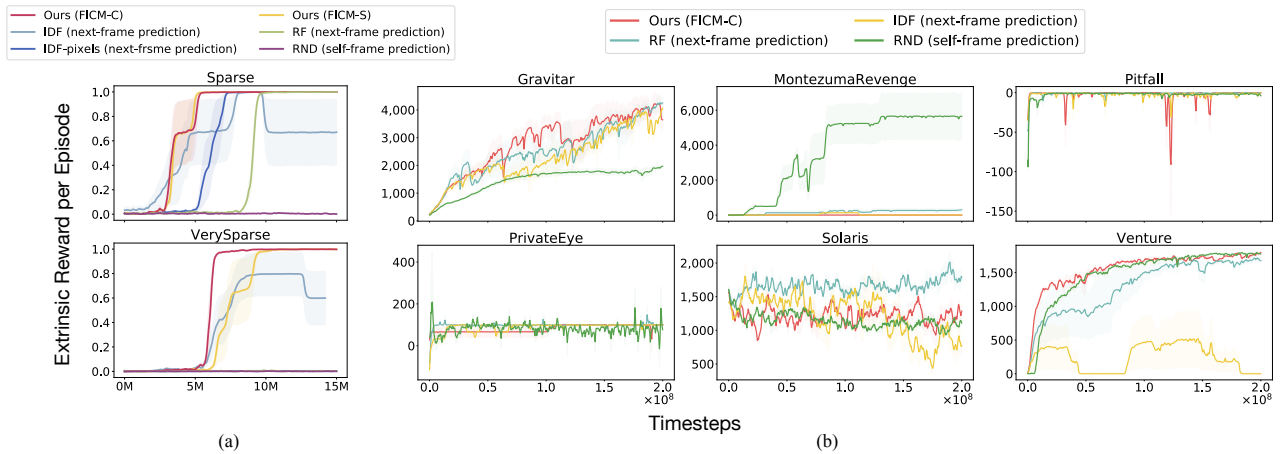 (a)
Ours (FICM-C)
Ours (FICM-S)
IDF (next-frame prediction)
RF (next-frame prediction)
IDF-pixels (next-frsme prediction)
RND (self-frame prediction)
Ours (FICM-C)
IDF (next-frame prediction)
RF (next-frame prediction)
RND (self-frame prediction)
Extrinsic Reward per Episode
Sparse
1.0
0.8
0.6
0.4
0.2
0.0
VerySparse
1.0
0.8
0.6
0.4
0.2
0.0
0M
5M
10M
15M
Gravitar
4,000
3,000
2,000
1,000
0
MontezumaRevenge
6,000
4,000
2,000
0
Pitfall
0
-50
-100
-150
PrivateEye
400
200
0
0.0
0.5
1.0
1.5
2.0
×10⁸
Solaris
2,000
1,500
1,000
500
0.0
0.5
1.0
1.5
2.0
×10⁸
Venture
1,500
1,000
500
0
0.0
0.5
1.0
1.5
2.0
×10⁸
Timesteps
(a)
(b)